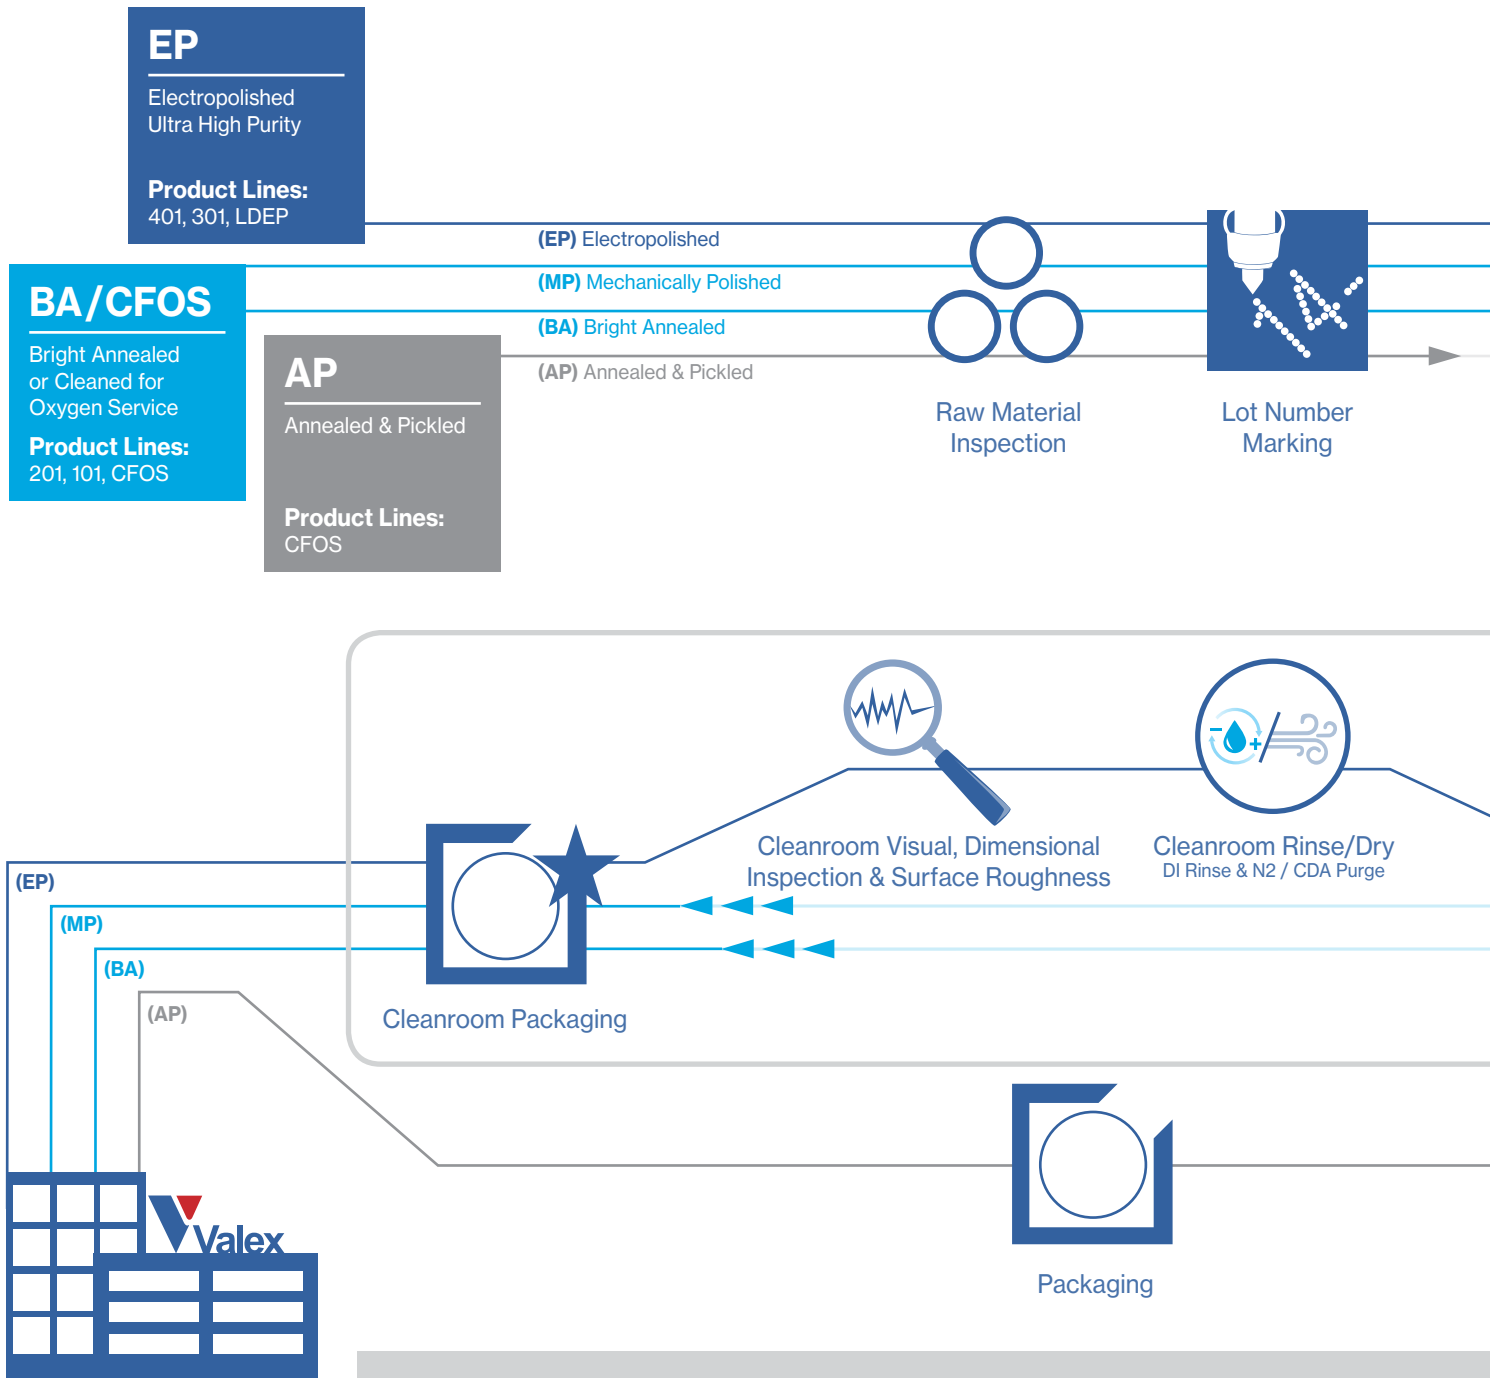 EP
Electropolished
Ultra High Purity
Product Lines:
401, 301, LDEP
BA/CFOS
Bright Annealed
or Cleaned for
Oxygen Service
Product Lines:
201, 101, CFOS
AP
Annealed & Pickled
Product Lines:
CFOS
(EP) Electropolished
(MP) Mechanically Polished
(BA) Bright Annealed
(AP) Annealed & Pickled
Raw Material
Inspection
Lot Number
Marking
Cleanroom Visual, Dimensional
Inspection & Surface Roughness
Cleanroom Rinse/Dry
DI Rinse & N2 / CDA Purge
(EP)
(MP)
(BA)
(AP)
Cleanroom Packaging
Packaging
Valex